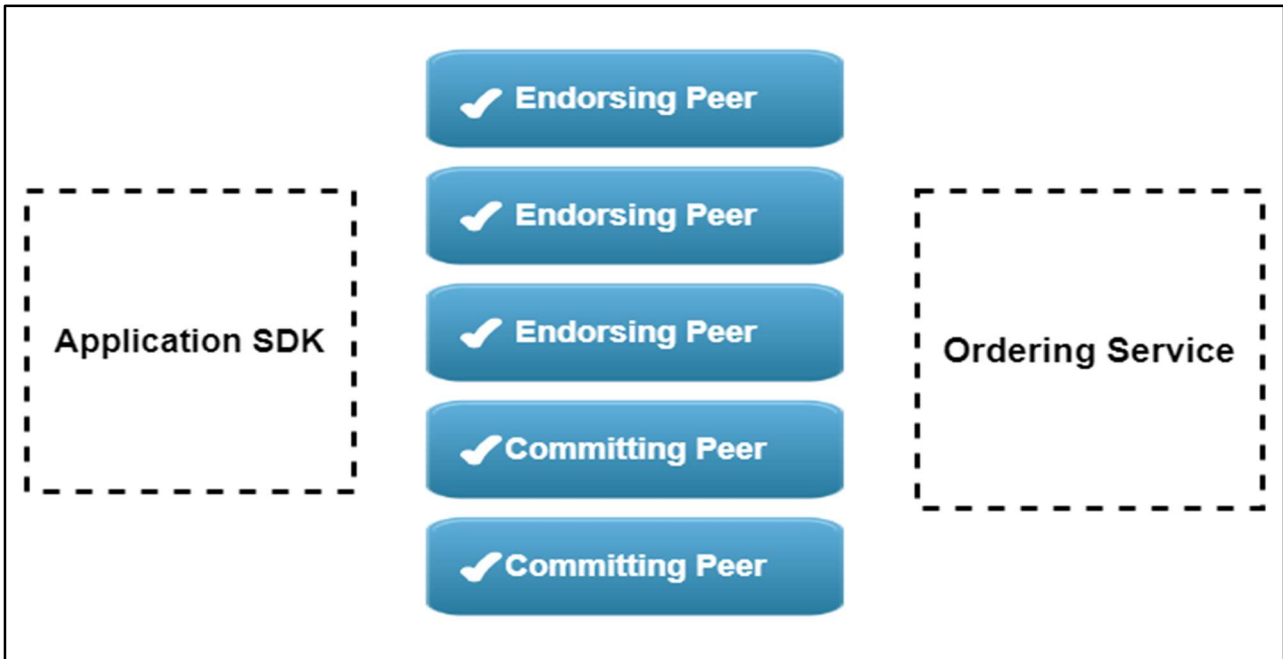 Endorsing Peer
Endorsing Peer
Endorsing Peer
Committing Peer
Committing Peer
Application SDK
Ordering Service